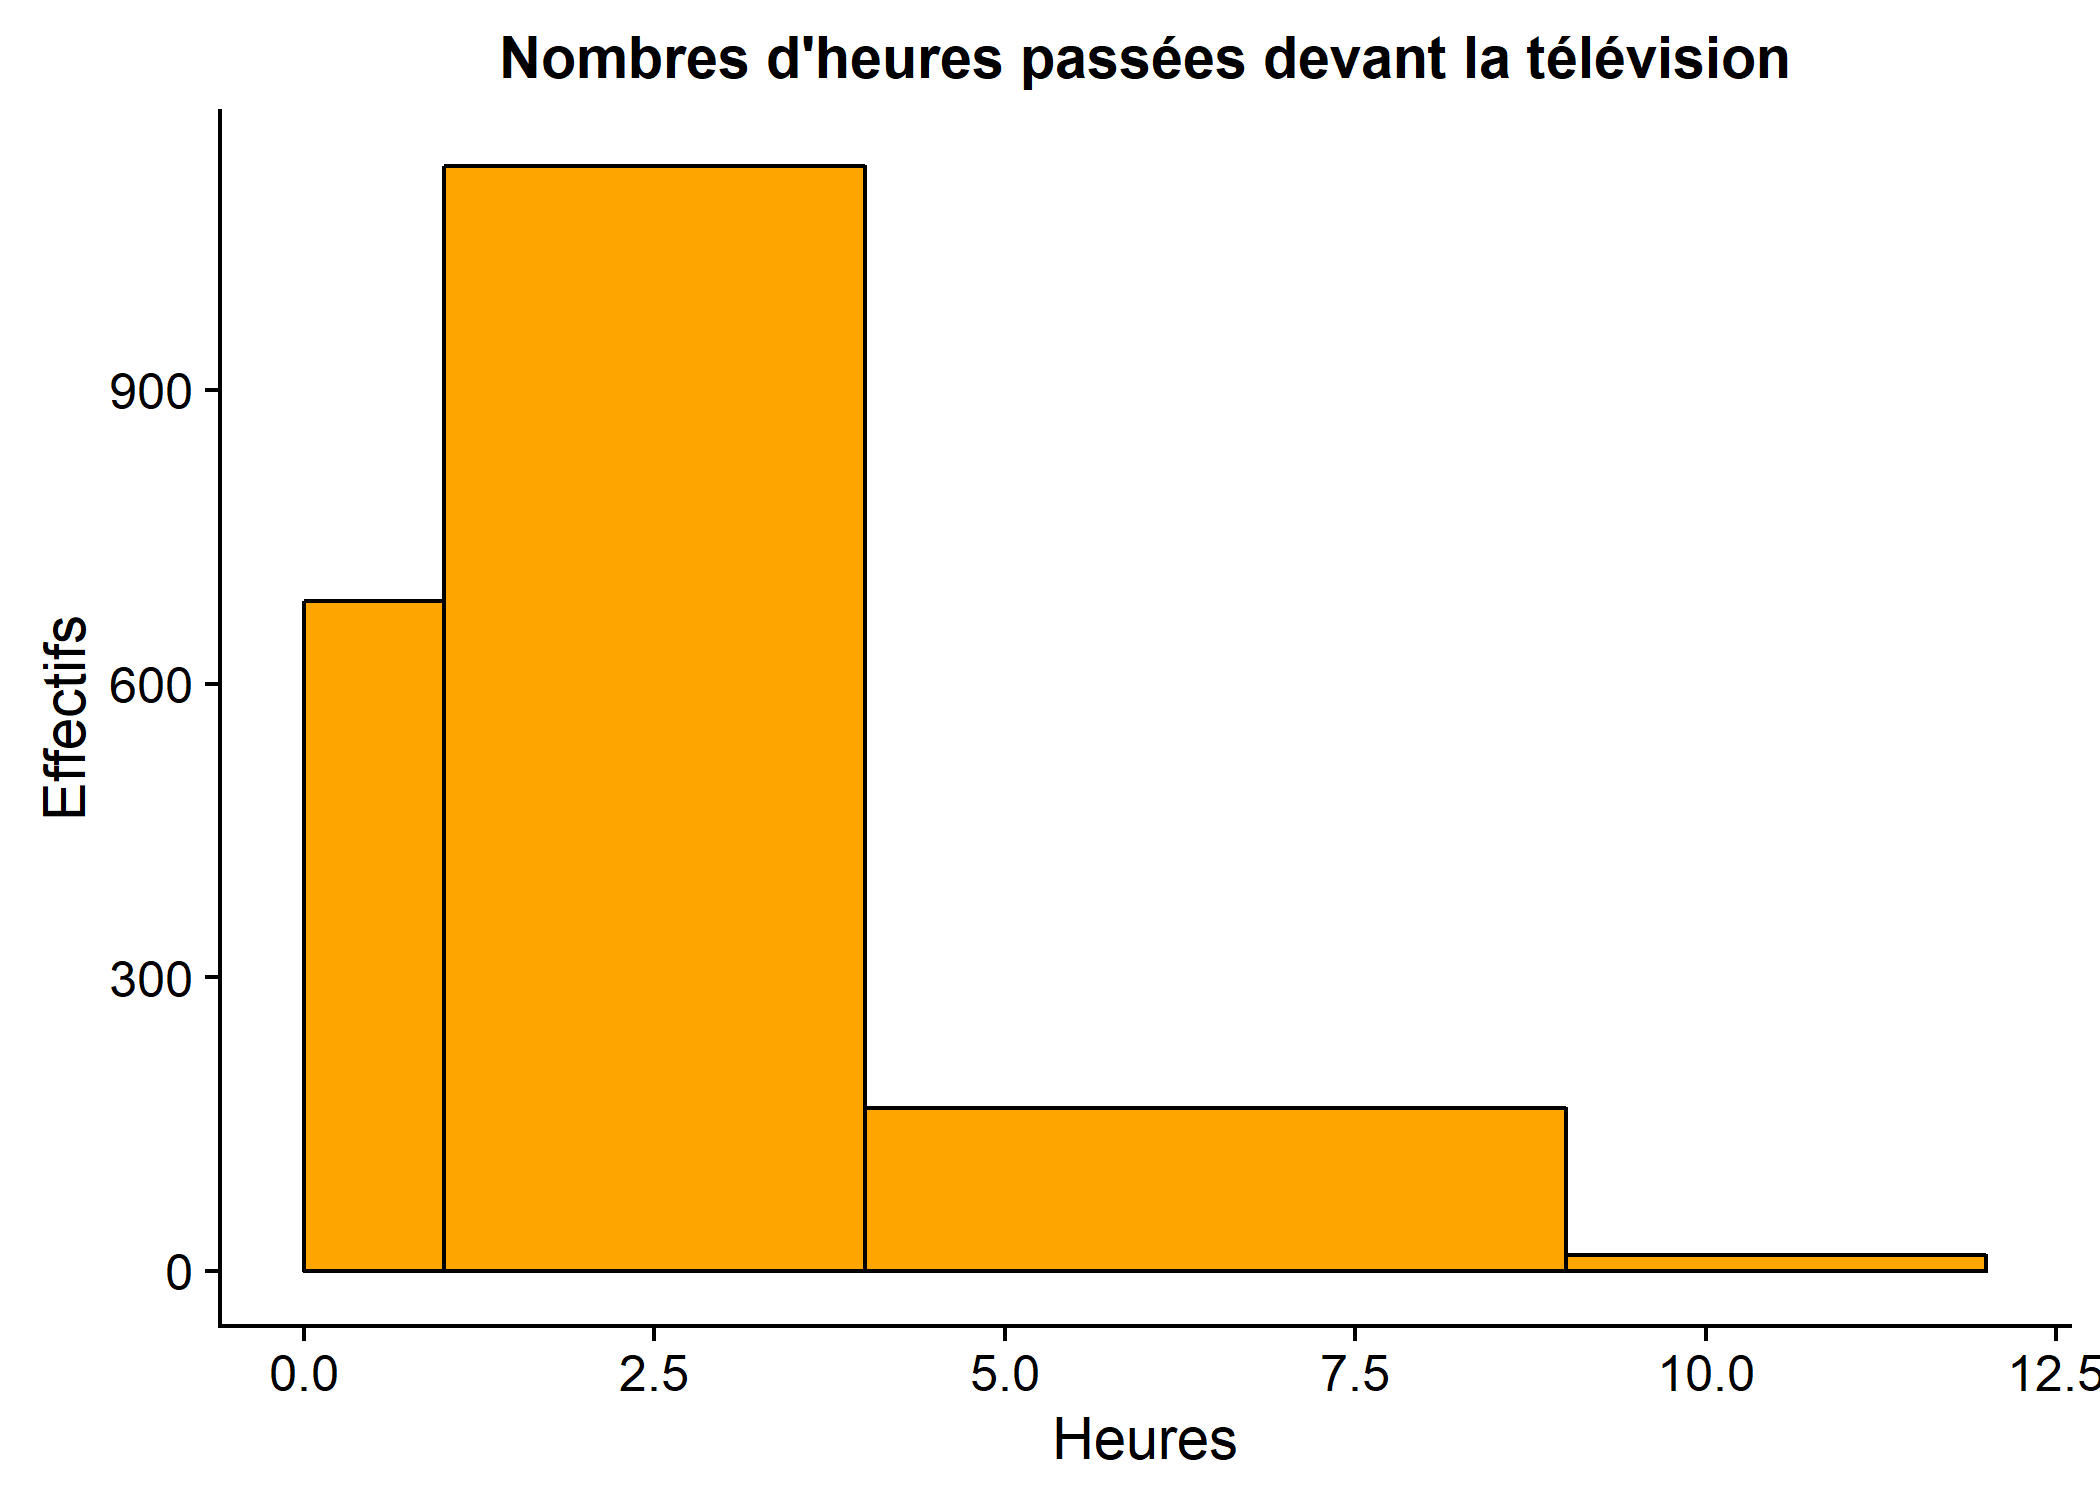 Nombres d'heures passées devant la télévision
Effectifs
900
600
300
0
0.0 2.5 5.0 7.5 10.0 12.5
Heures